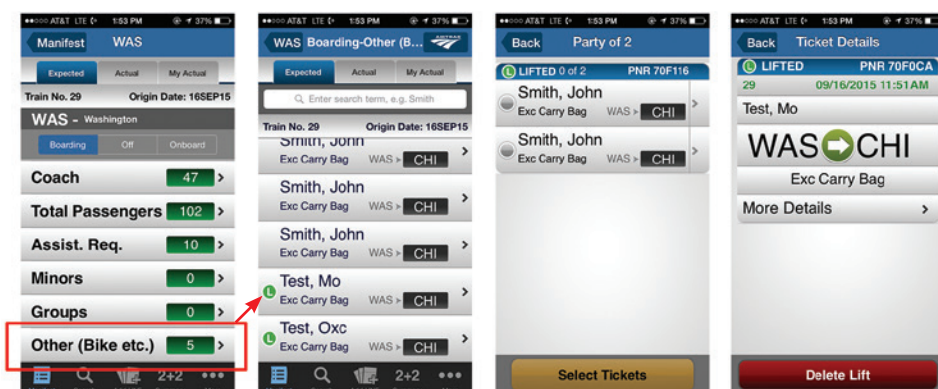 AT&T LTE 1:53 PM 37%
Manifest WAS
Expected Actual My Actual
Train No. 29 Origin Date: 16SEP15
WAS - Washington
Boarding Off Onboard
Coach 47
Total Passengers 102
Assist. Req. 10
Minors 0
Groups 0
Other (Bike etc.) 5
2+2
AT&T LTE 1:53 PM 37%
WAS Boarding-Other (B...
Expected Actual My Actual
Enter search term, e.g. Smith
Train No. 29 Origin Date: 16SEP15
Smith, John
Exc Carry Bag WAS > CHI
Smith, John
Exc Carry Bag WAS > CHI
Smith, John
Exc Carry Bag WAS > CHI
Test, Mo
L Exc Carry Bag WAS > CHI
Test, Oxc
L Exc Carry Bag WAS > CHI
2+2
AT&T LTE 1:53 PM 37%
Back Party of 2
L LIFTED 0 of 2 PNR 70F116
Smith, John
Exc Carry Bag WAS > CHI
Smith, John
Exc Carry Bag WAS > CHI
Select Tickets
AT&T LTE 1:53 PM 37%
Back Ticket Details
L LIFTED PNR 70F0CA
29 09/16/2015 11:51AM
Test, Mo
WAS CHI
Exc Carry Bag
More Details
Delete Lift